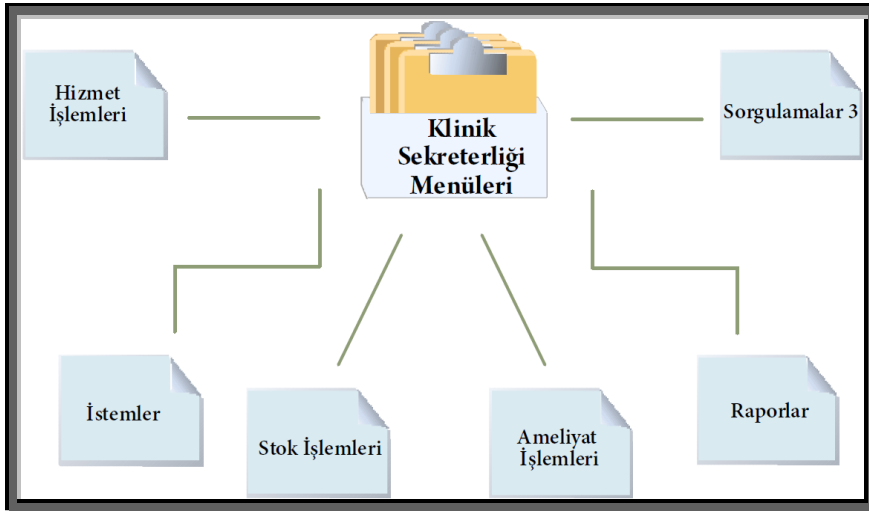 Klinik
Sekreterliği
Menüleri
Hizmet
İşlemleri
Sorgulamalar 3
İstemler
Stok İşlemleri
Ameliyat
İşlemleri
Raporlar